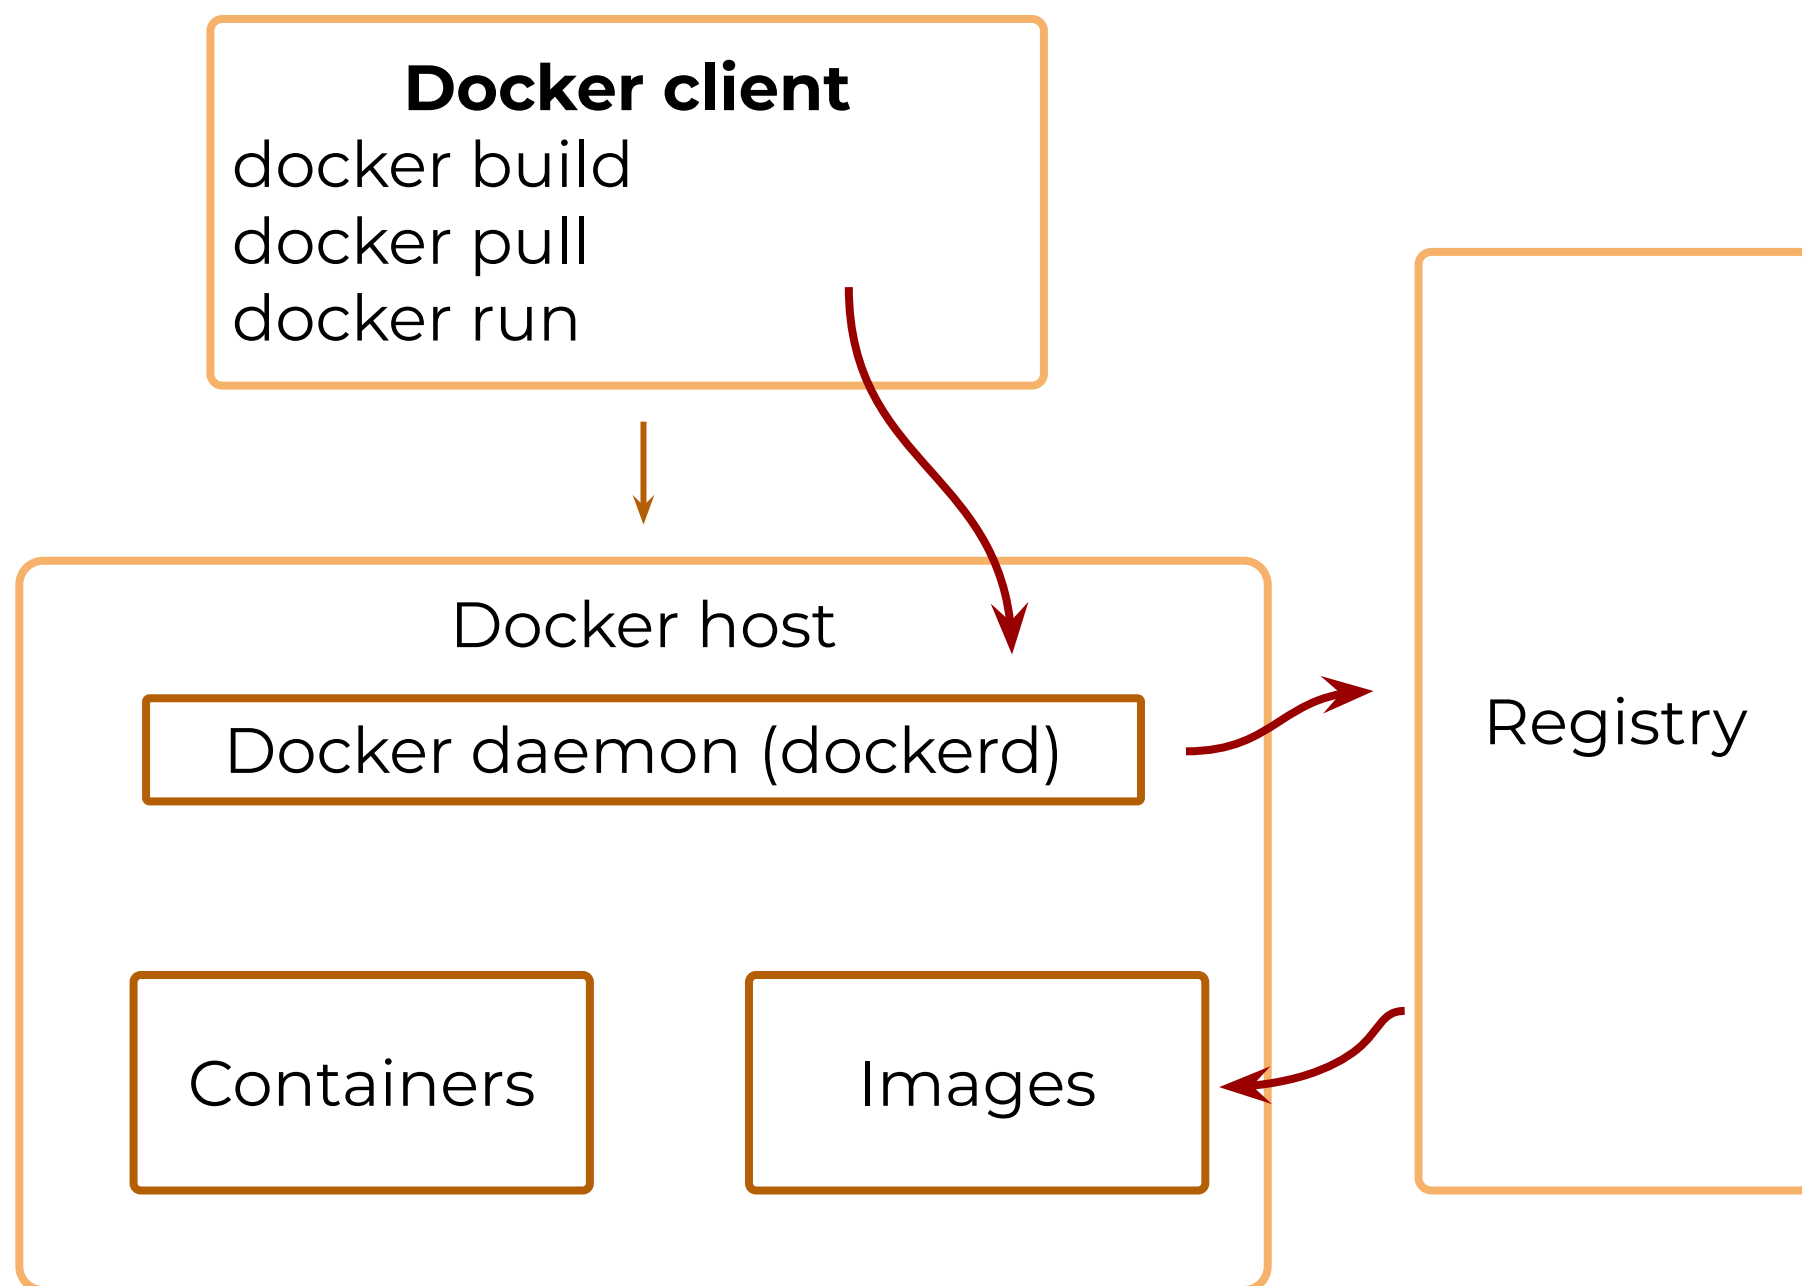 Docker client
docker build
docker pull
docker run
Docker host
Docker daemon (dockerd)
Registry
Containers
Images